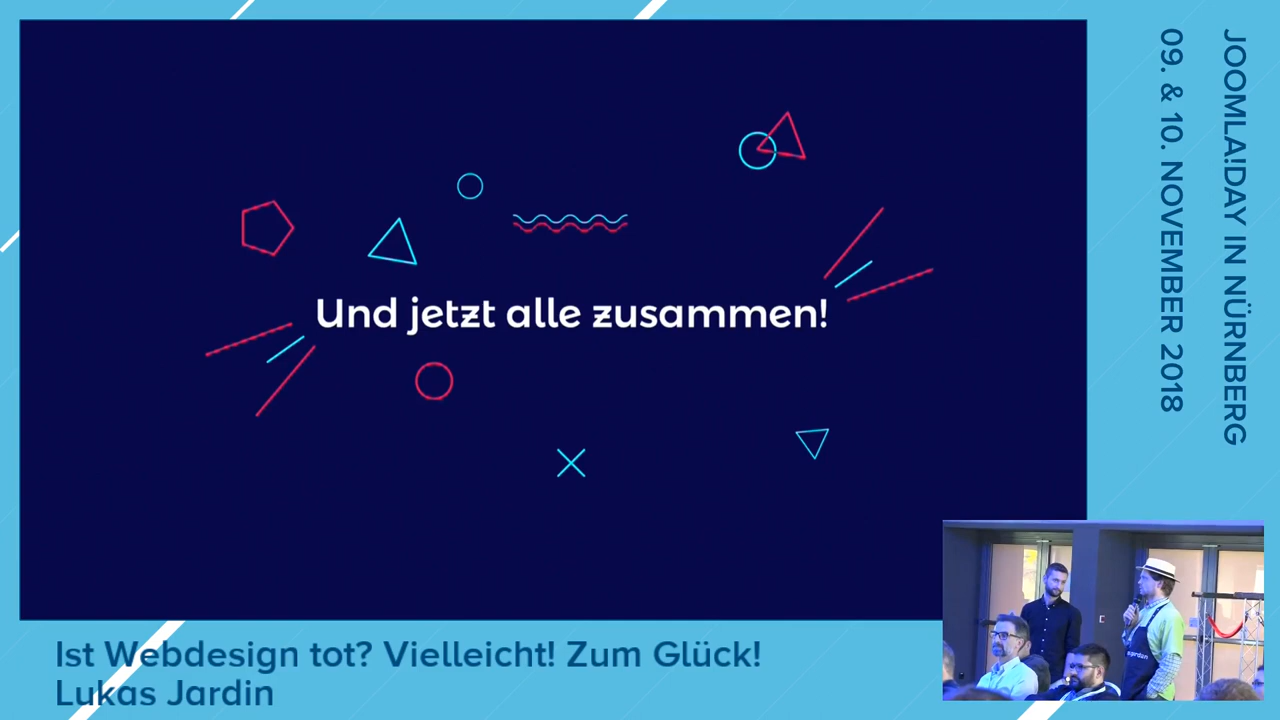 Und jetzt alle zusammen!
JOOMLA!DAY IN NÜRNBERG
09. & 10. NOVEMBER 2018
Ist Webdesign tot? Vielleicht! Zum Glück!
Lukas Jardin